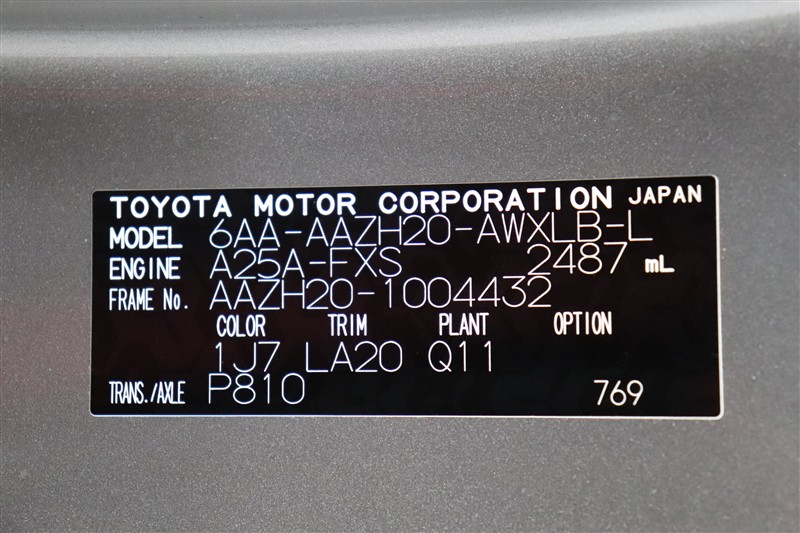 TOYOTA MOTOR CORPORATION JAPAN
MODEL 6AA-AAZH20-AWXLB-L
ENGINE A25A-FXS 2487 mL
FRAME No. AAZH20-1004432
COLOR TRIM PLANT OPTION
1J7 LA20 Q11
TRANS./AXLE P810 769